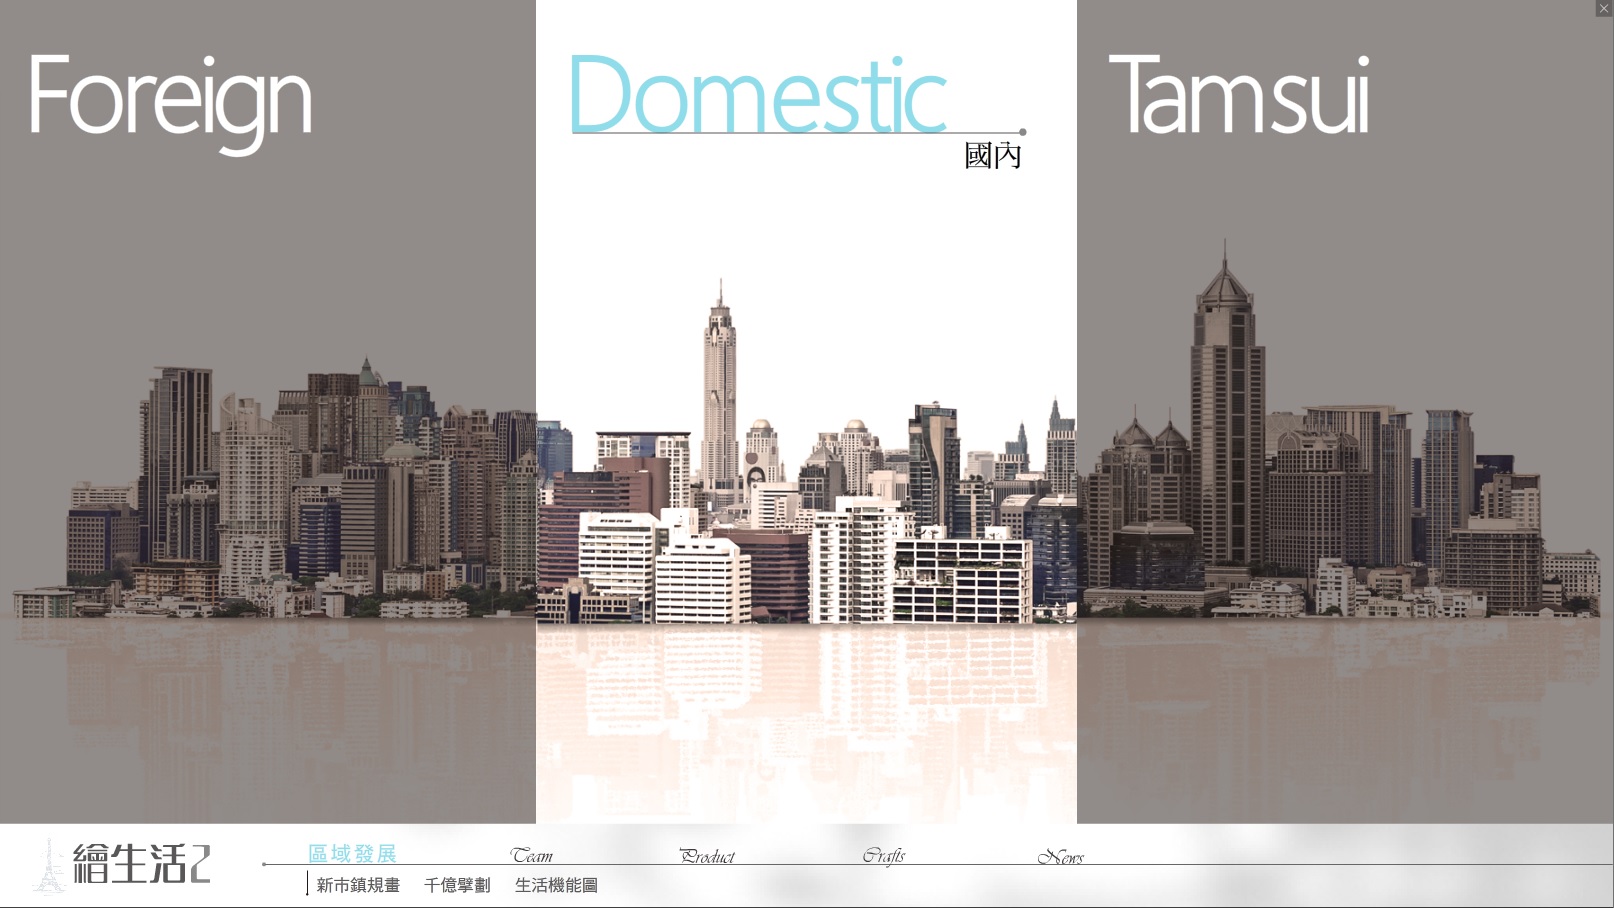 Foreign
Domestic
國內
Tamsui
繪生活2
區域發展
Team
Product
Crafts
News
新市鎮規畫 千億擘劃 生活機能圖